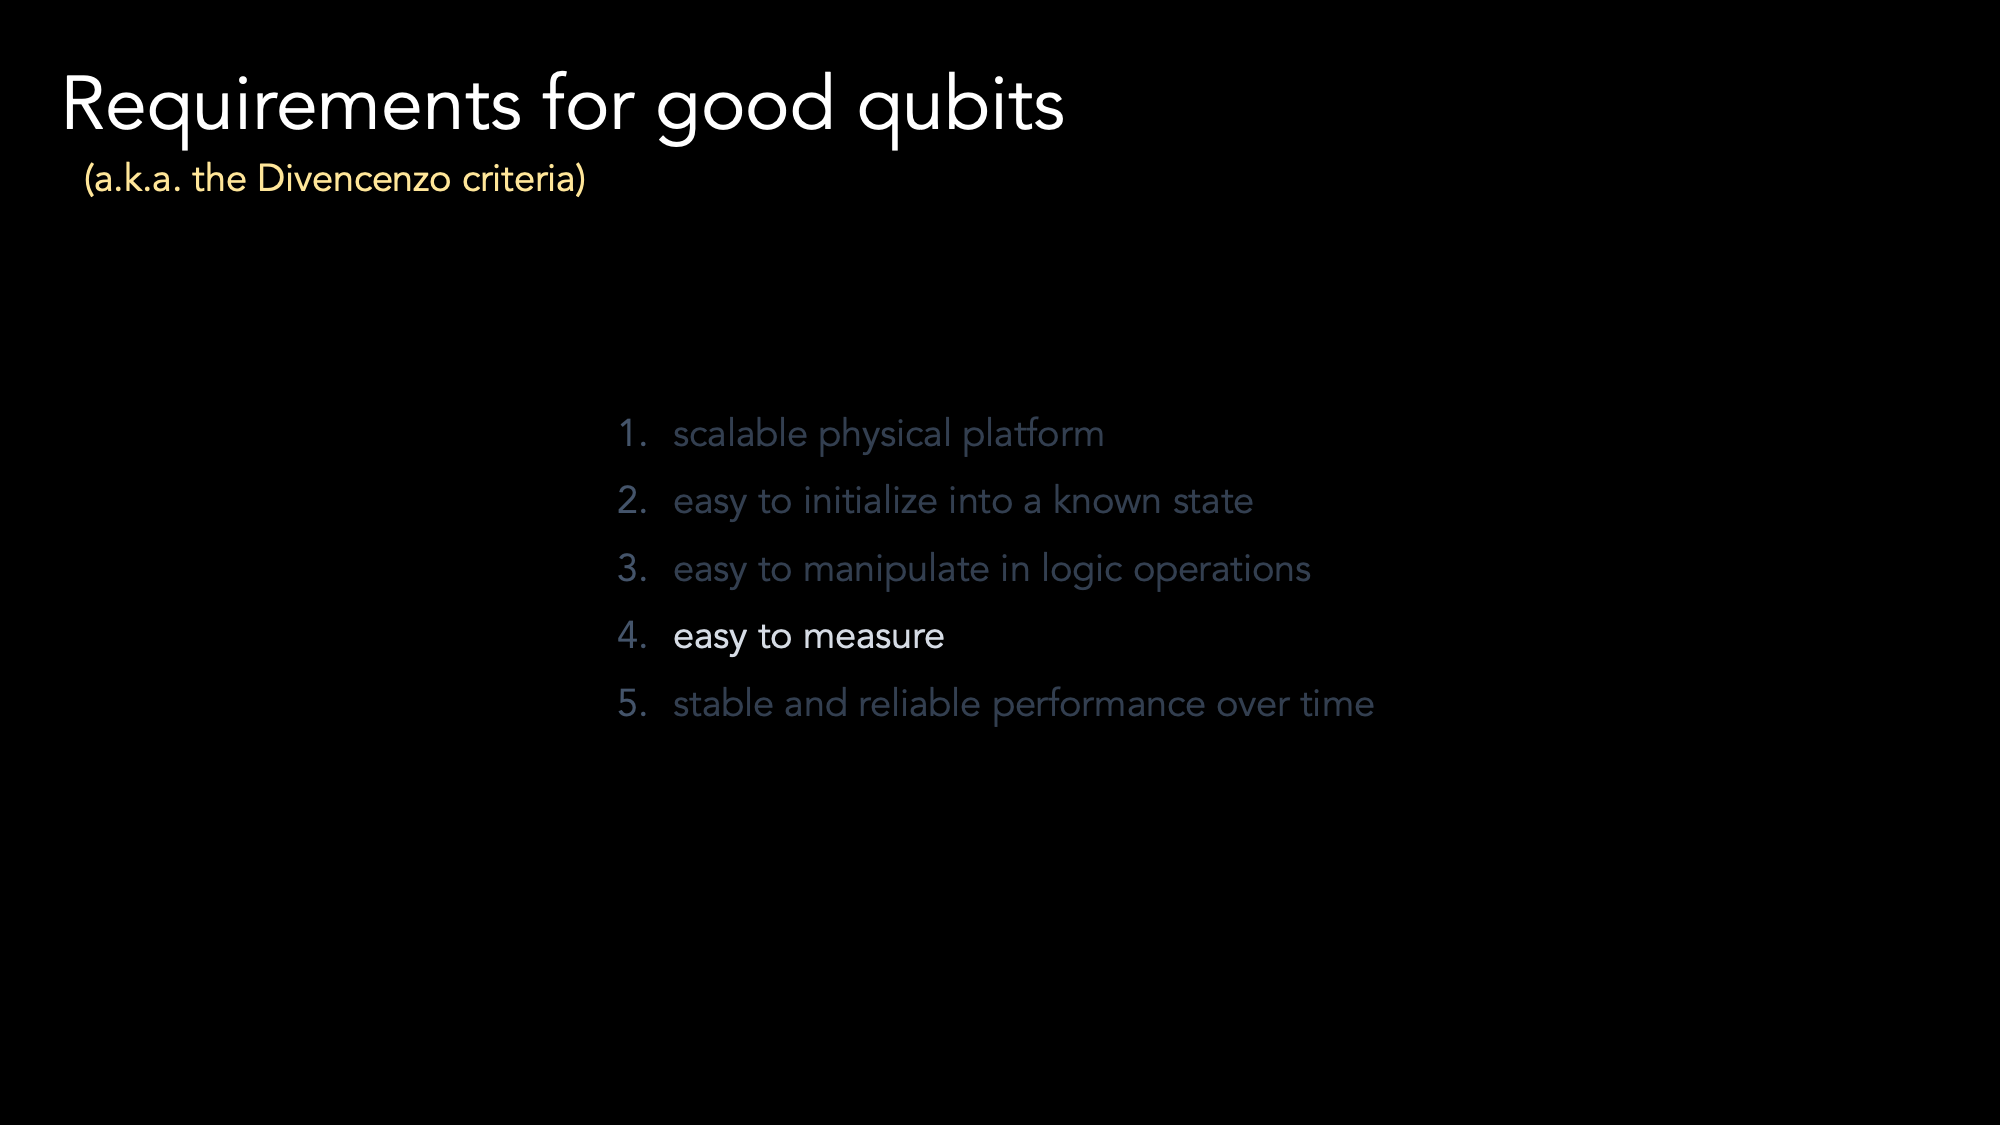 Requirements for good qubits
(a.k.a. the Divencenzo criteria)
1. scalable physical platform
2. easy to initialize into a known state
3. easy to manipulate in logic operations
4. easy to measure
5. stable and reliable performance over time